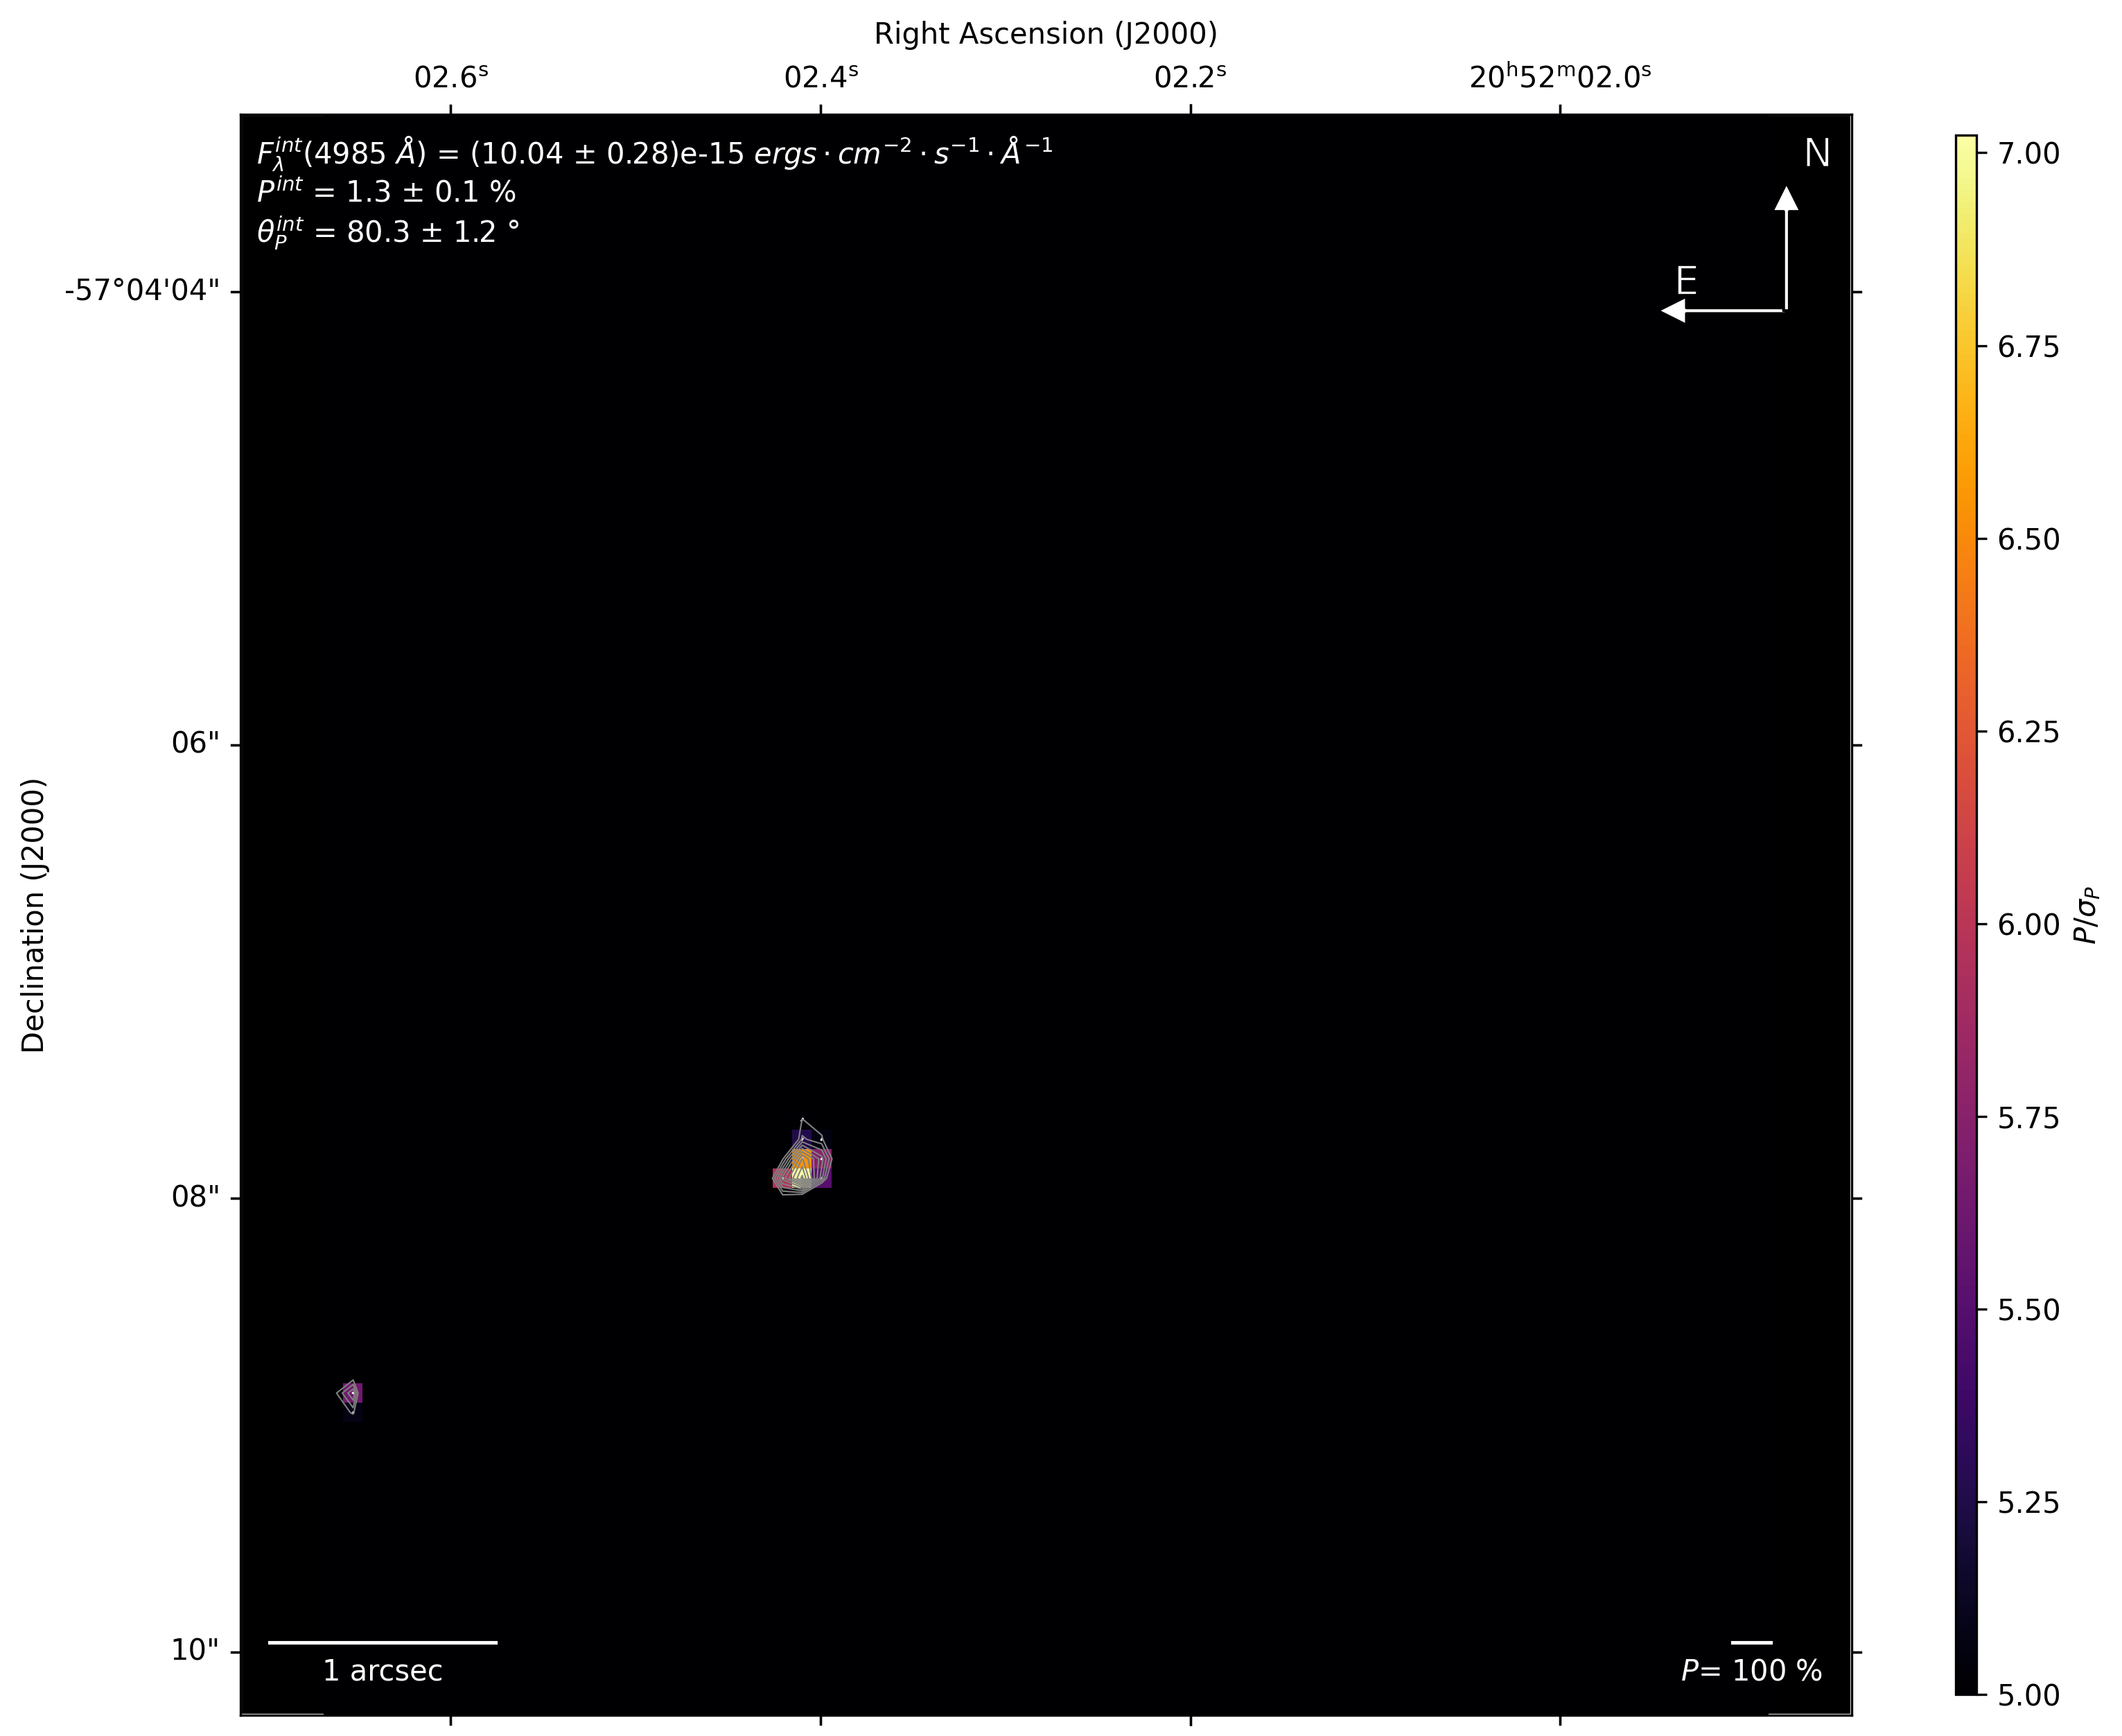 Right Ascension (J2000)
02.6ˢ 02.4ˢ 02.2ˢ 20ʰ52ᵐ02.0ˢ
F_λ^int(4985 Å) = (10.04 ± 0.28)e-15 ergs · cm⁻² · s⁻¹ · Å⁻¹
P^int = 1.3 ± 0.1 %
θ_P^int = 80.3 ± 1.2 °
N
E
-57°04'04"
06"
08"
10"
Declination (J2000)
1 arcsec
P= 100 %
7.00
6.75
6.50
6.25
6.00
5.75
5.50
5.25
5.00
P/σ_P